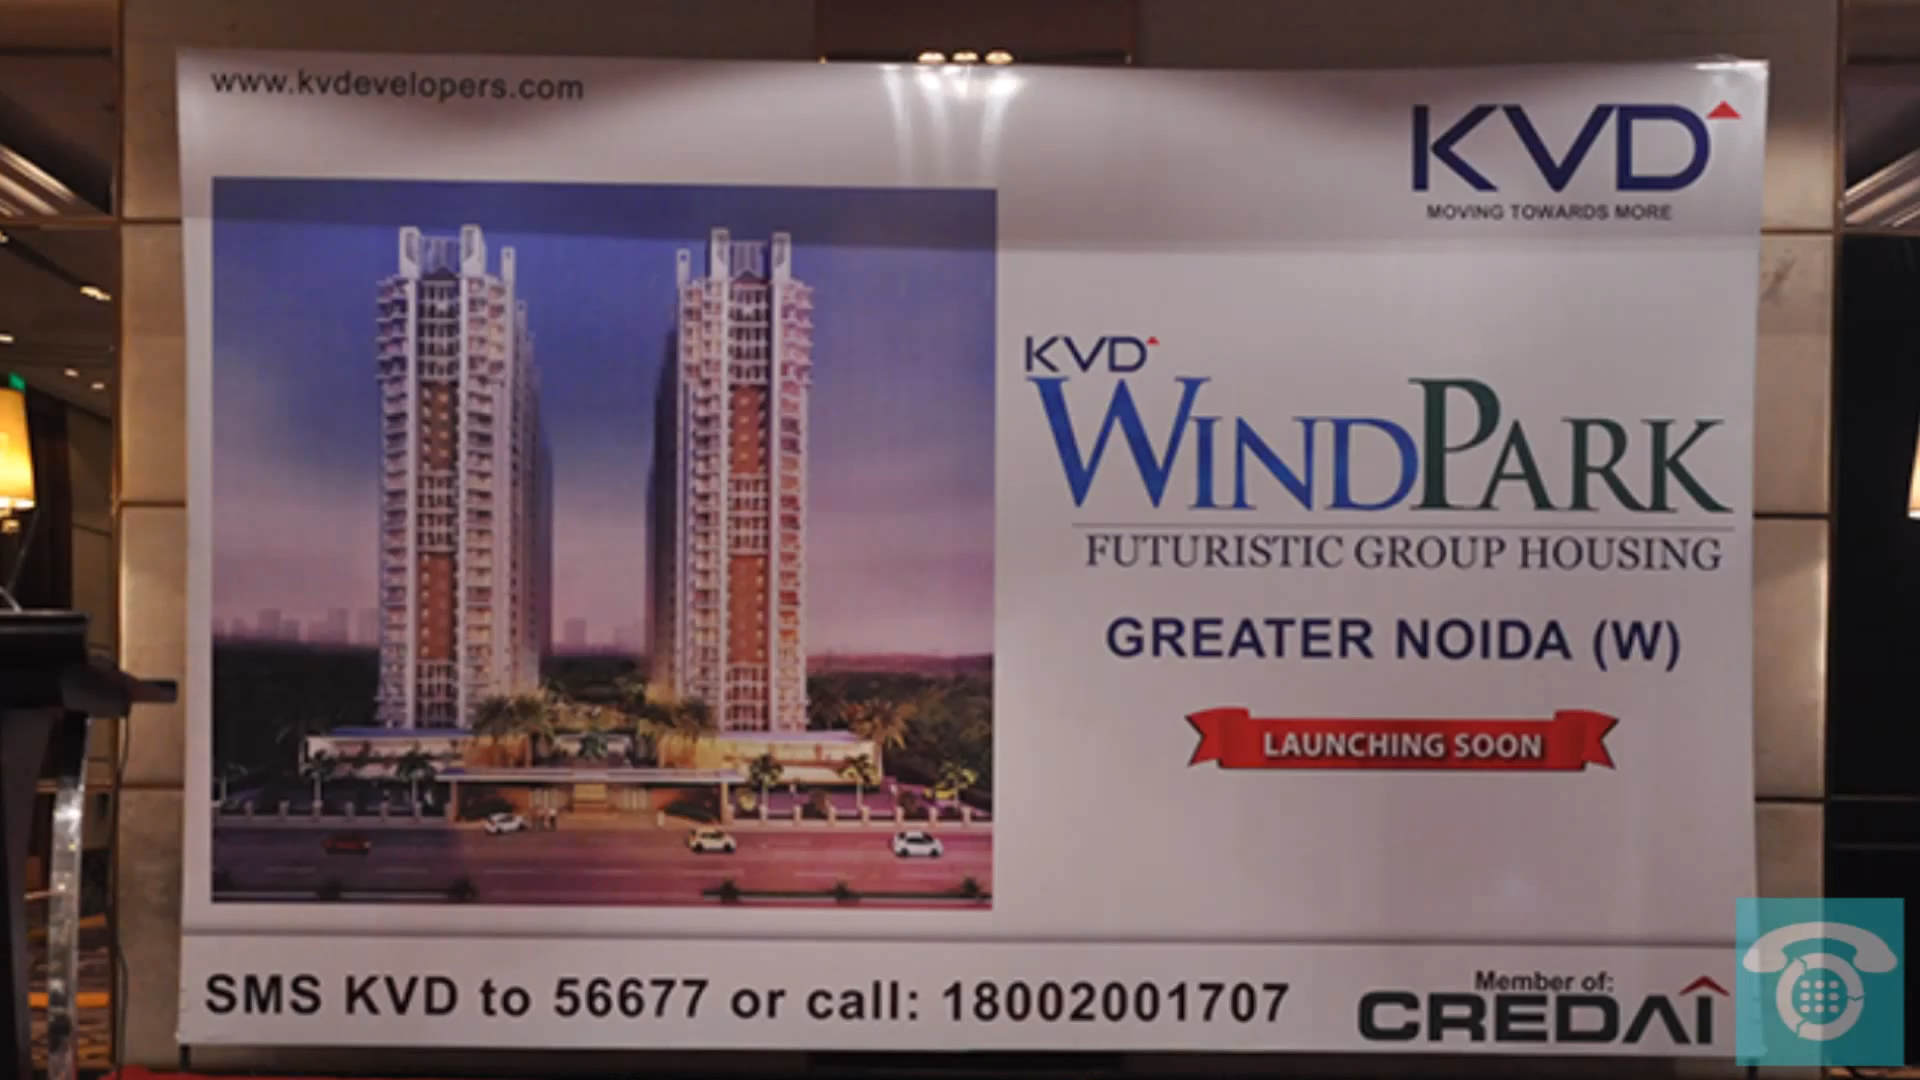 www.kvdevelopers.com
KVD
MOVING TOWARDS MORE
KVD
WINDPARK
FUTURISTIC GROUP HOUSING
GREATER NOIDA (W)
LAUNCHING SOON
SMS KVD to 56677 or call: 18002001707
Member of:
CREDAI